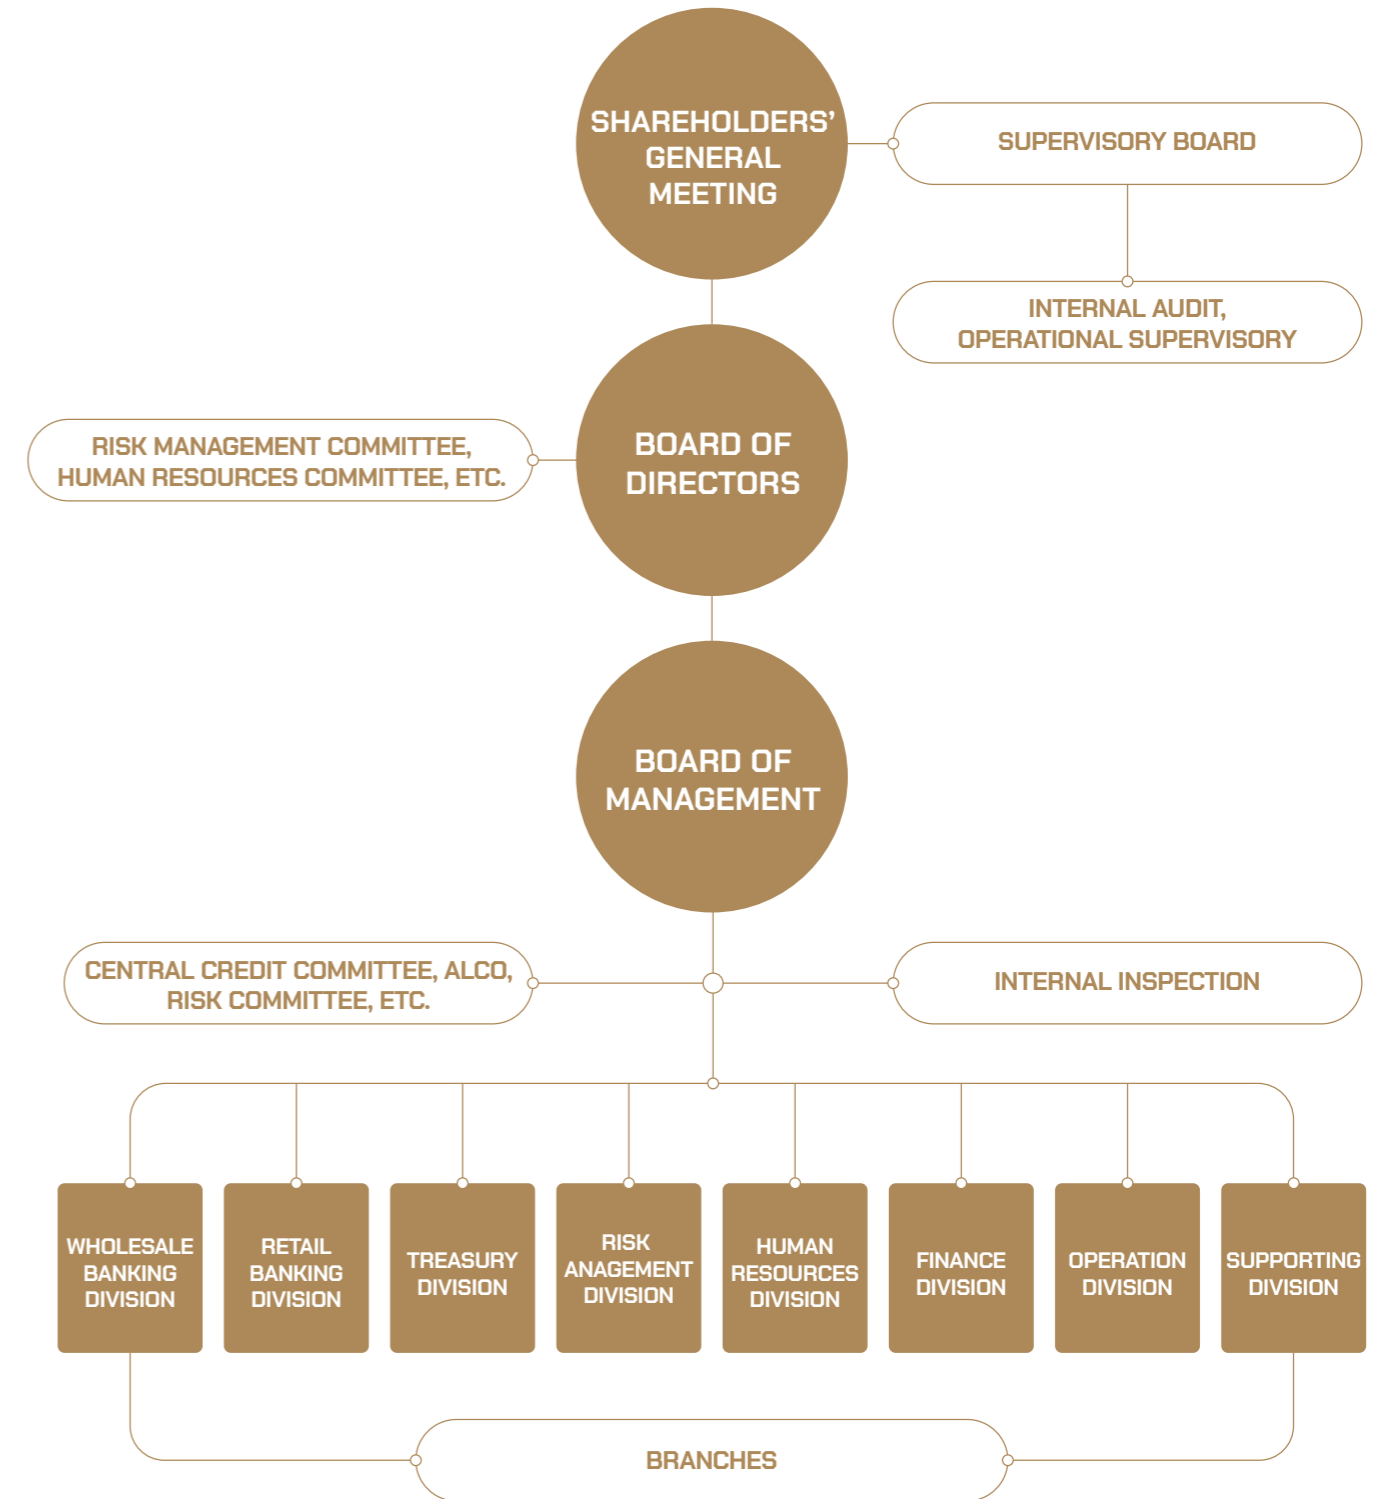 SHAREHOLDERS’
GENERAL
MEETING
SUPERVISORY BOARD
INTERNAL AUDIT,
OPERATIONAL SUPERVISORY
RISK MANAGEMENT COMMITTEE,
HUMAN RESOURCES COMMITTEE, ETC.
BOARD OF
DIRECTORS
BOARD OF
MANAGEMENT
CENTRAL CREDIT COMMITTEE, ALCO,
RISK COMMITTEE, ETC.
INTERNAL INSPECTION
WHOLESALE
BANKING
DIVISION
RETAIL
BANKING
DIVISION
TREASURY
DIVISION
RISK
ANAGEMENT
DIVISION
HUMAN
RESOURCES
DIVISION
FINANCE
DIVISION
OPERATION
DIVISION
SUPPORTING
DIVISION
BRANCHES